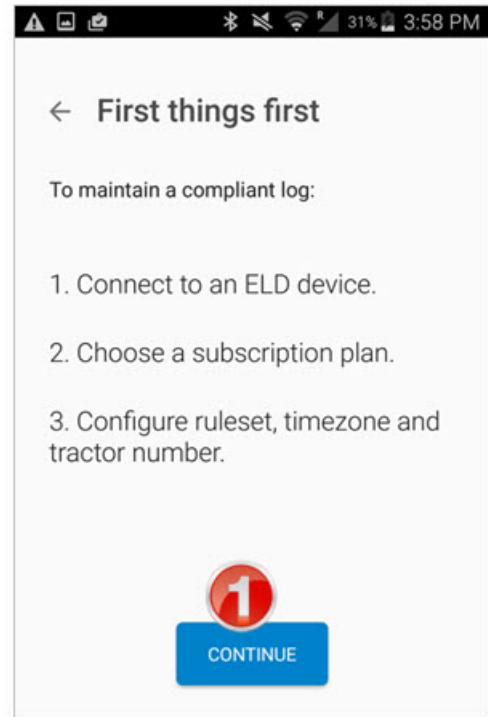 R 31% 3:58 PM
← First things first
To maintain a compliant log:
1. Connect to an ELD device.
2. Choose a subscription plan.
3. Configure ruleset, timezone and
tractor number.
1
CONTINUE